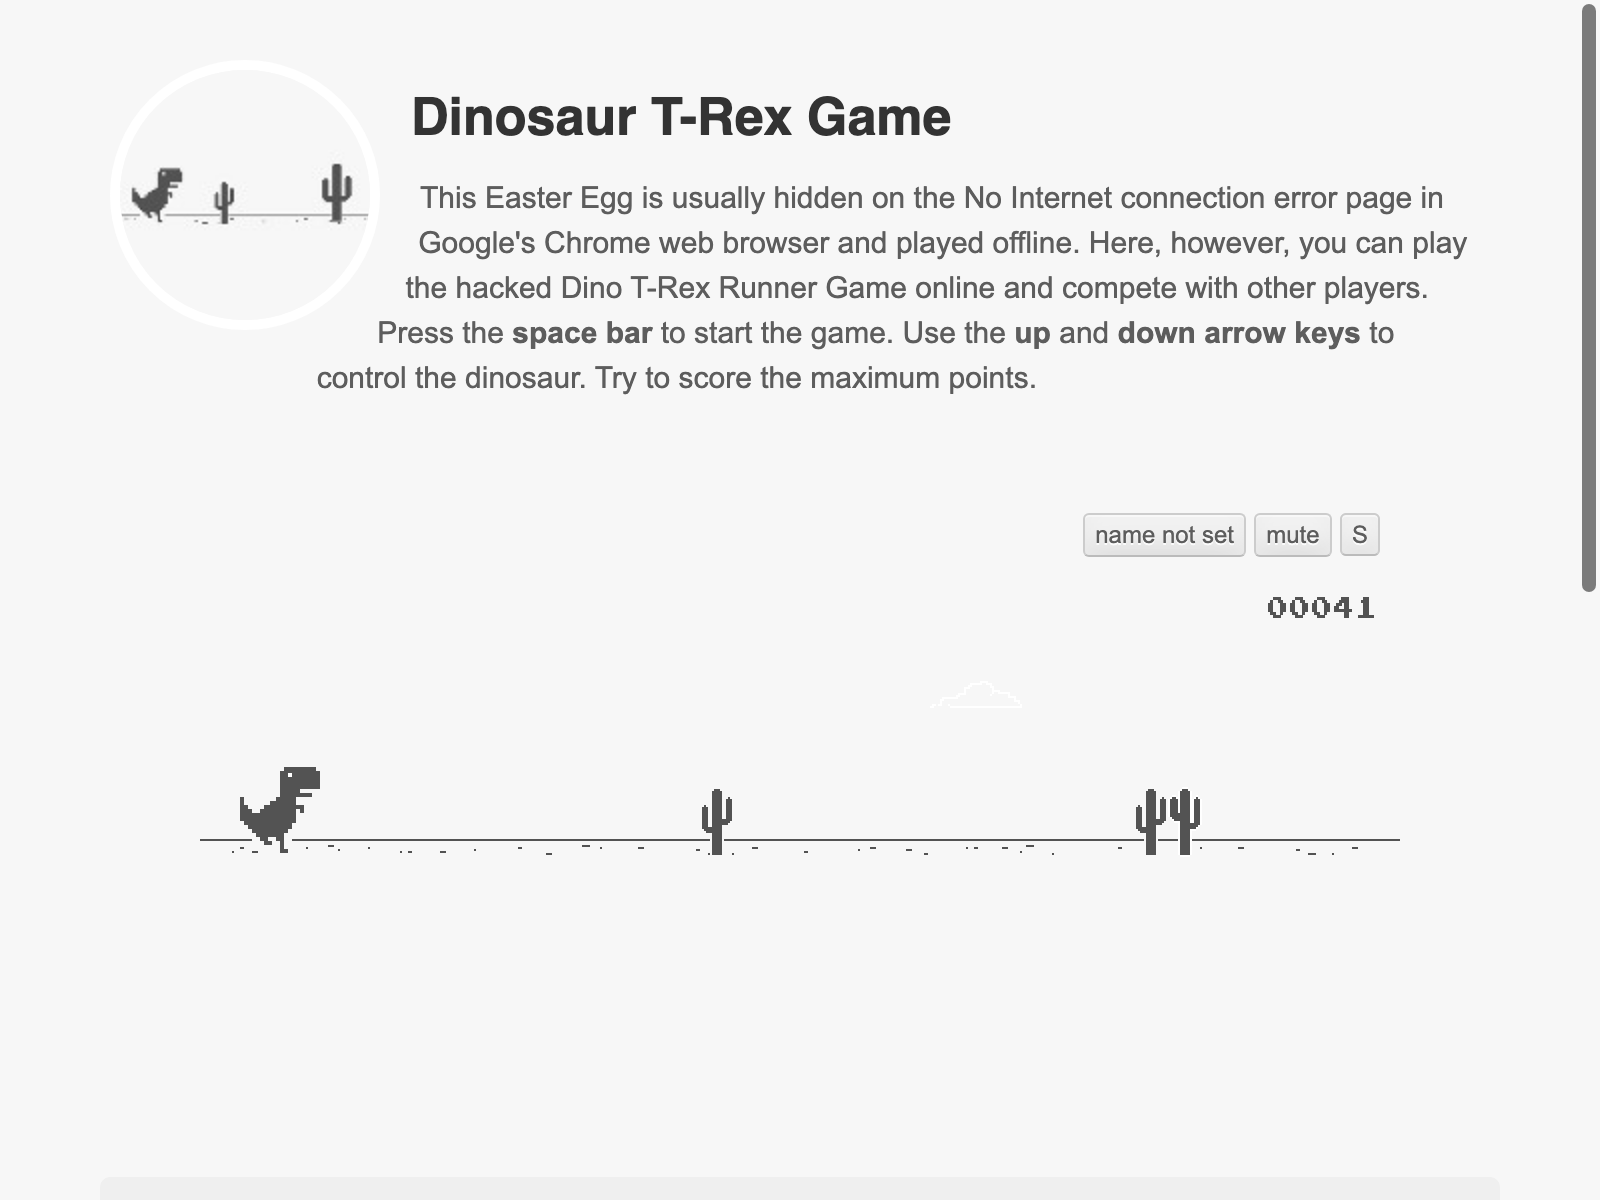 Dinosaur T-Rex Game
This Easter Egg is usually hidden on the No Internet connection error page in
Google's Chrome web browser and played offline. Here, however, you can play
the hacked Dino T-Rex Runner Game online and compete with other players.
Press the space bar to start the game. Use the up and down arrow keys to
control the dinosaur. Try to score the maximum points.
name not set mute S
00041